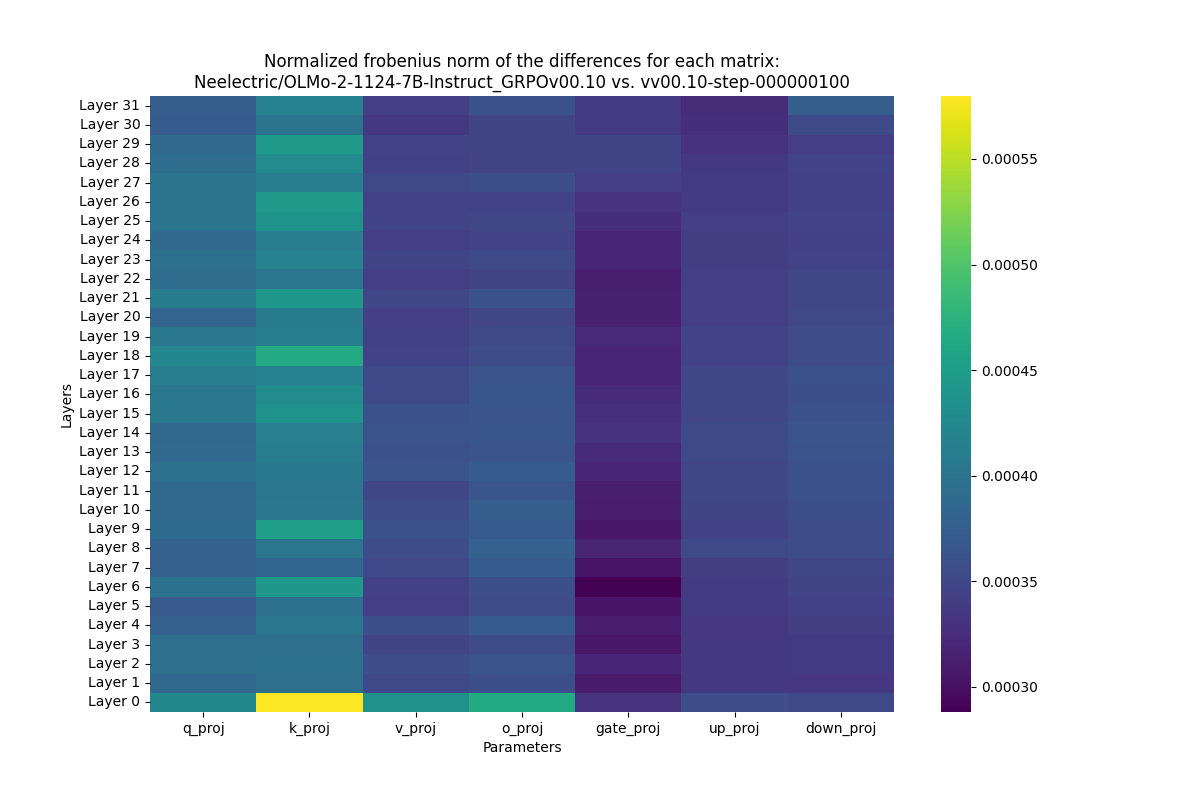 Normalized frobenius norm of the differences for each matrix:
Neelectric/OLMo-2-1124-7B-Instruct_GRPOv00.10 vs. vv00.10-step-000000100
Layers
Layer 31
Layer 30
Layer 29
Layer 28
Layer 27
Layer 26
Layer 25
Layer 24
Layer 23
Layer 22
Layer 21
Layer 20
Layer 19
Layer 18
Layer 17
Layer 16
Layer 15
Layer 14
Layer 13
Layer 12
Layer 11
Layer 10
Layer 9
Layer 8
Layer 7
Layer 6
Layer 5
Layer 4
Layer 3
Layer 2
Layer 1
Layer 0
q_proj k_proj v_proj o_proj gate_proj up_proj down_proj
Parameters
0.00055
0.00050
0.00045
0.00040
0.00035
0.00030